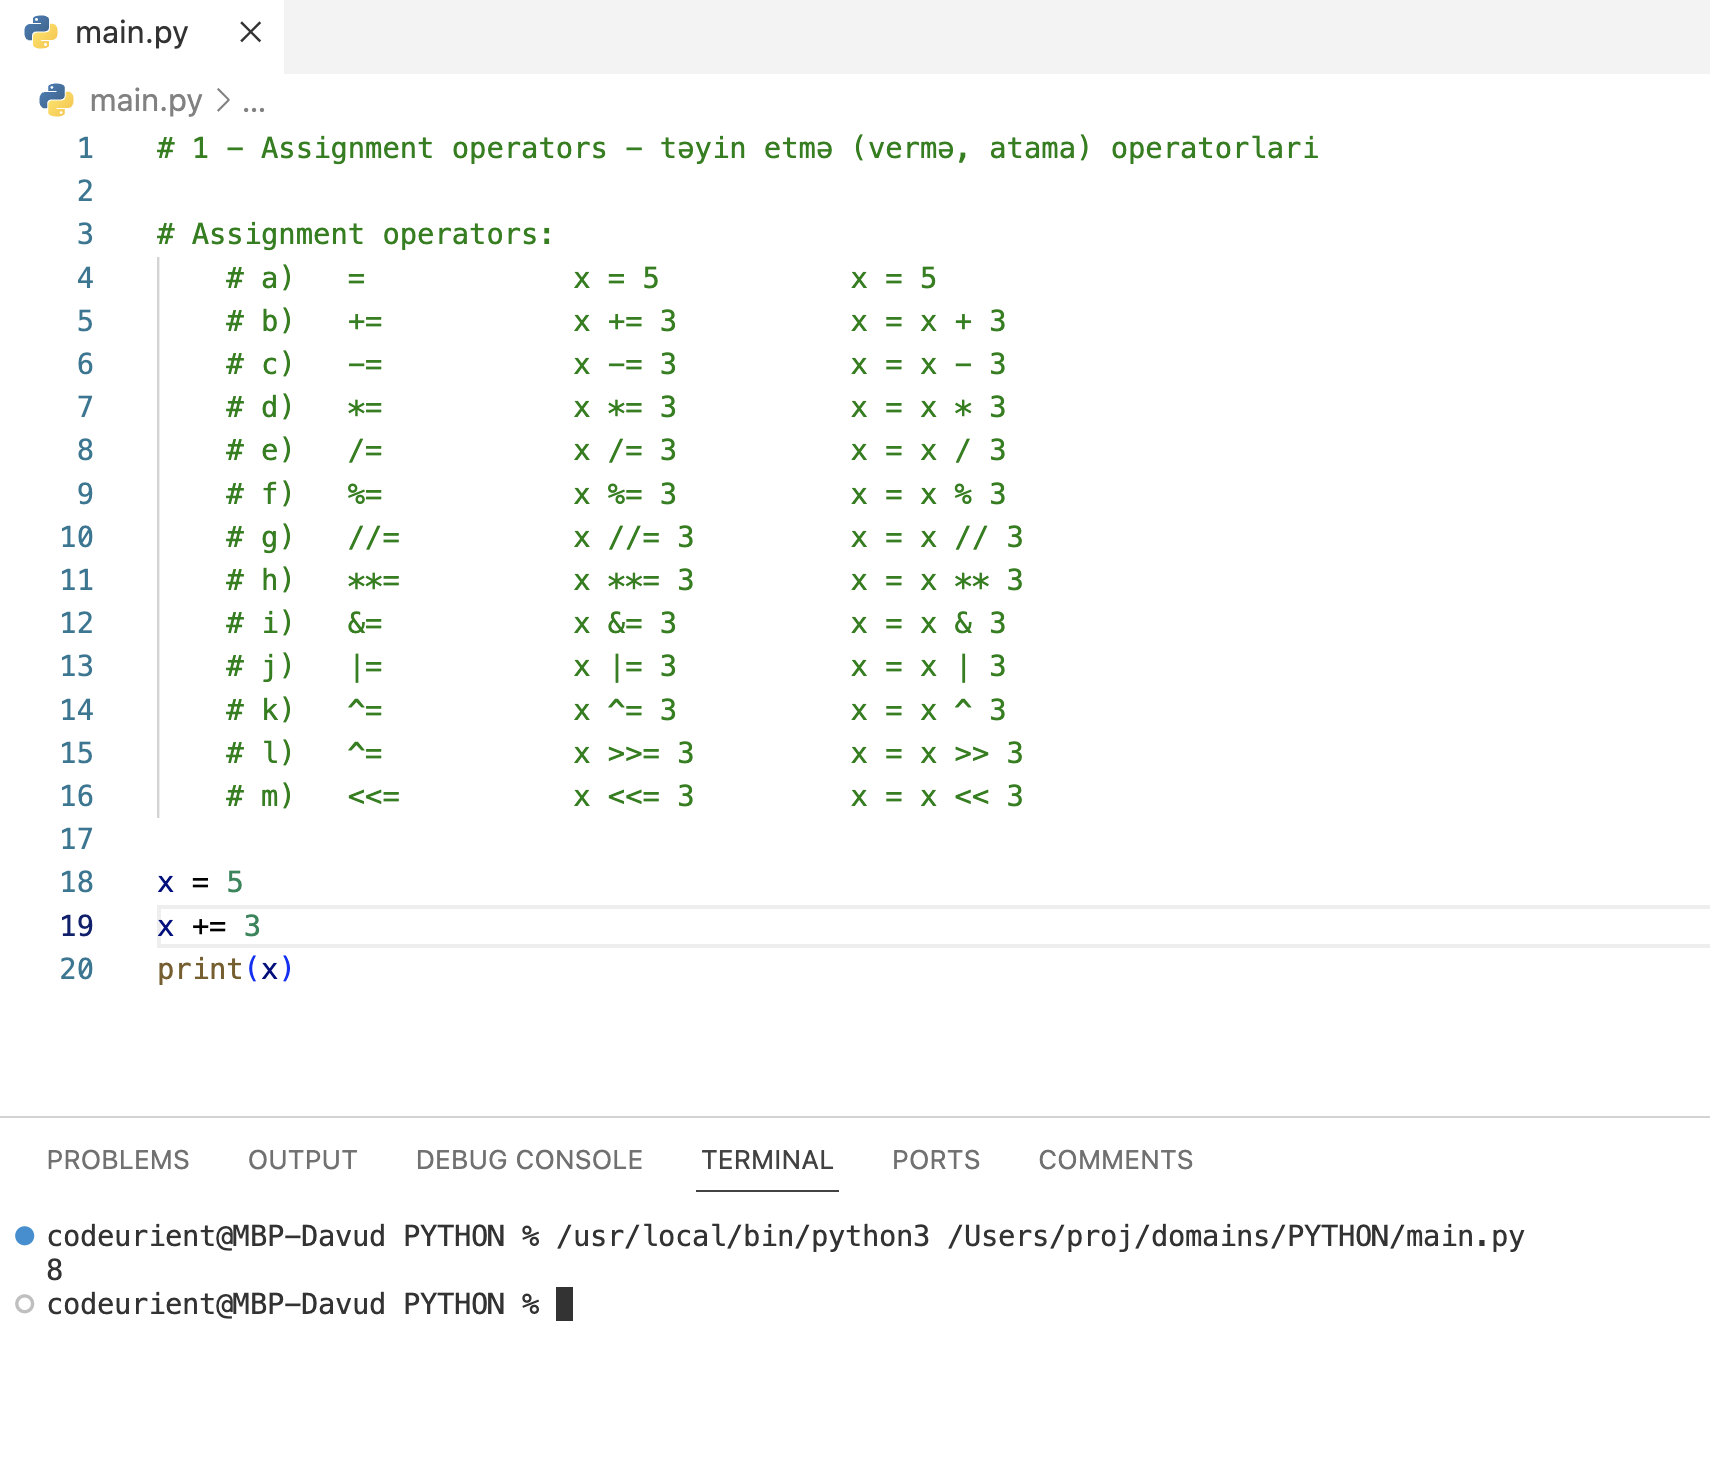 main.py
main.py > ...
1 # 1 - Assignment operators - təyin etmə (vermə, atama) operatorlari
2
3 # Assignment operators:
4 # a) = x = 5 x = 5
5 # b) += x += 3 x = x + 3
6 # c) -= x -= 3 x = x - 3
7 # d) *= x *= 3 x = x * 3
8 # e) /= x /= 3 x = x / 3
9 # f) %= x %= 3 x = x % 3
10 # g) //= x //= 3 x = x // 3
11 # h) **= x **= 3 x = x ** 3
12 # i) &= x &= 3 x = x & 3
13 # j) |= x |= 3 x = x | 3
14 # k) ^= x ^= 3 x = x ^ 3
15 # l) ^= x >>= 3 x = x >> 3
16 # m) <<= x <<= 3 x = x << 3
17
18 x = 5
19 x += 3
20 print(x)
PROBLEMS OUTPUT DEBUG CONSOLE TERMINAL PORTS COMMENTS
codeurient@MBP-Davud PYTHON % /usr/local/bin/python3 /Users/proj/domains/PYTHON/main.py
8
codeurient@MBP-Davud PYTHON %